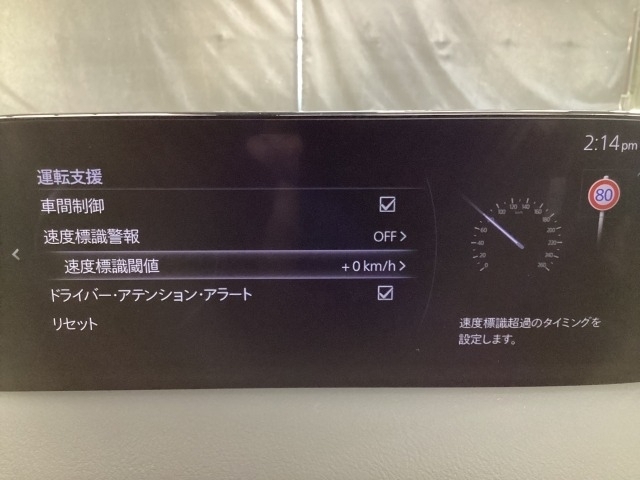 2:14 pm
運転支援
車間制御
速度標識警報 OFF
速度標識閾値 +0 km/h
ドライバー・アテンション・アラート
リセット
80
速度標識超過のタイミングを
設定します。